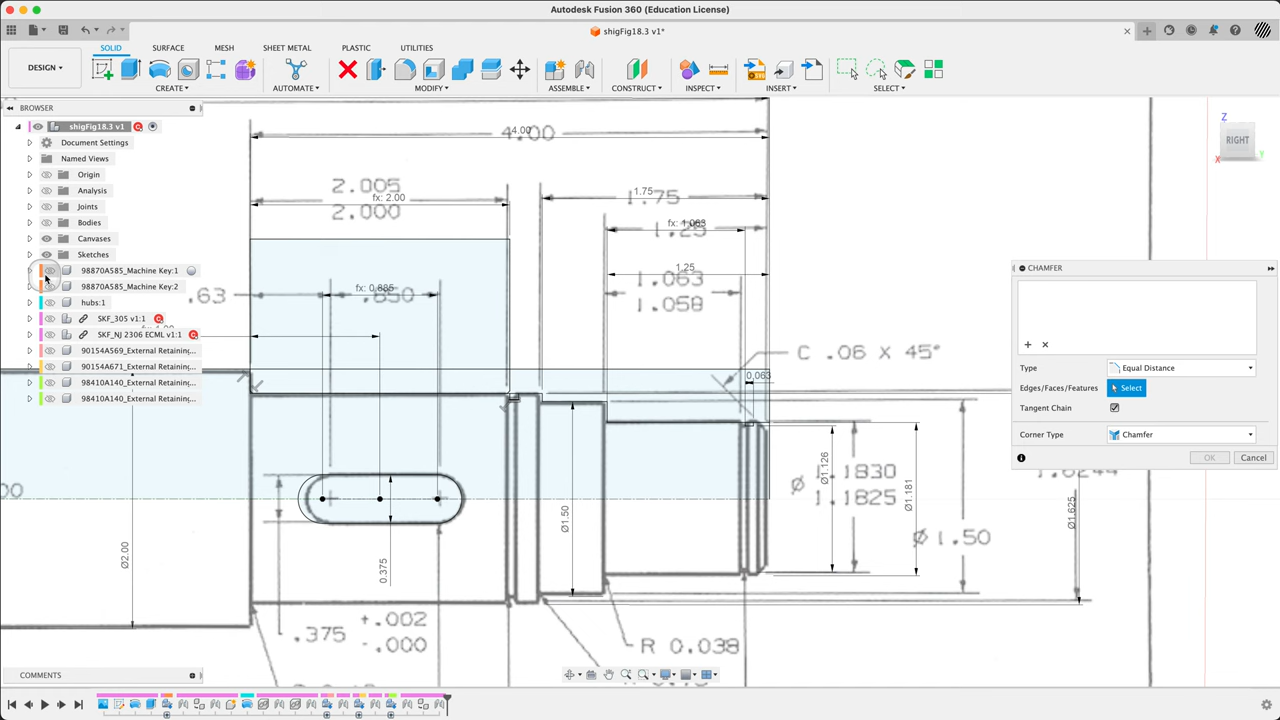 Autodesk Fusion 360 (Education License)
shigFig18.3 v1*
DESIGN
SOLID SURFACE MESH SHEET METAL PLASTIC UTILITIES
CREATE AUTOMATE MODIFY ASSEMBLE CONSTRUCT INSPECT INSERT SELECT
BROWSER
shigFig18.3 v1
Document Settings
Named Views
Origin
Analysis
Joints
Bodies
Canvases
Sketches
98870A585_Machine Key:1
98870A585_Machine Key:2
hubs:1
SKF_305 v1:1
SKF_NJ 2306 ECML v1:1
90154A569_External Retaining...
90154A671_External Retaining...
98410A140_External Retaining...
98410A140_External Retaining...
4.00
4.00
2.005
fx: 2.00
2.000
1.75
1.75
fx: 1.063
1.25
1.25
1.063
1.058
.63
fx: 0.885
.850
C .06 X 45°
0.063
Ø1.126
Ø 1.1830
1.1825
Ø1.181
Ø1.50
Ø 1.50
Ø1.625
Ø2.00
0.375
.375 +.002
-.000
R 0.038
Z
RIGHT
X
Y
CHAMFER
Type Equal Distance
Edges/Faces/Features Select
Tangent Chain
Corner Type Chamfer
OK Cancel
COMMENTS